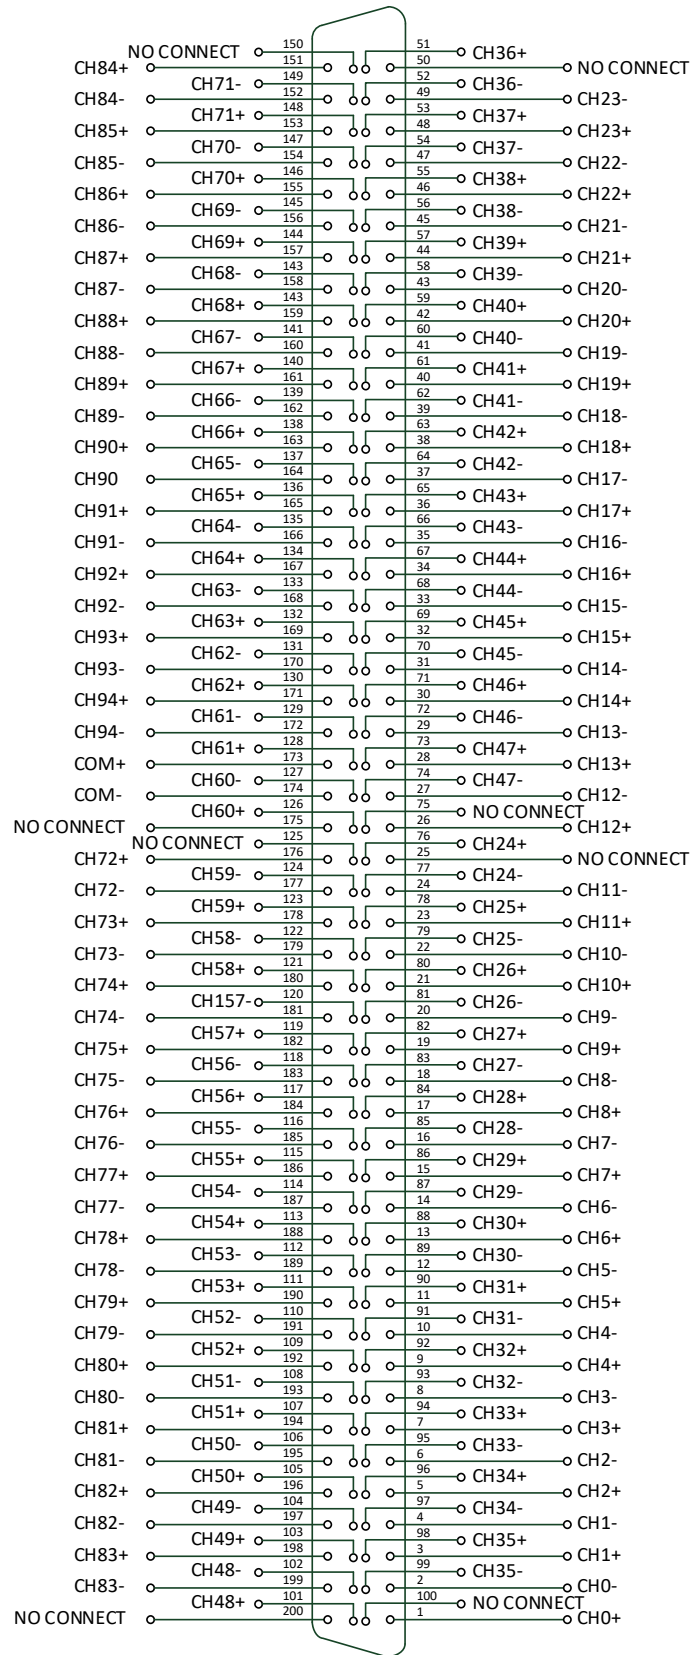 NO CONNECT 150 51 CH36+
CH84+ 151 50 NO CONNECT
CH71- 149 52 CH36-
CH84- 152 49 CH23-
CH71+ 148 53 CH37+
CH85+ 153 48 CH23+
CH70- 147 54 CH37-
CH85- 154 47 CH22-
CH70+ 146 55 CH38+
CH86+ 155 46 CH22+
CH69- 145 56 CH38-
CH86- 156 45 CH21-
CH69+ 144 57 CH39+
CH87+ 157 44 CH21+
CH68- 143 58 CH39-
CH87- 158 43 CH20-
CH68+ 143 59 CH40+
CH88+ 159 42 CH20+
CH67- 141 60 CH40-
CH88- 160 41 CH19-
CH67+ 140 61 CH41+
CH89+ 161 40 CH19+
CH66- 139 62 CH41-
CH89- 162 39 CH18-
CH66+ 138 63 CH42+
CH90+ 163 38 CH18+
CH65- 137 64 CH42-
CH90 164 37 CH17-
CH65+ 136 65 CH43+
CH91+ 165 36 CH17+
CH64- 135 66 CH43-
CH91- 166 35 CH16-
CH64+ 134 67 CH44+
CH92+ 167 34 CH16+
CH63- 133 68 CH44-
CH92- 168 33 CH15-
CH63+ 132 69 CH45+
CH93+ 169 32 CH15+
CH62- 131 70 CH45-
CH93- 170 31 CH14-
CH62+ 130 71 CH46+
CH94+ 171 30 CH14+
CH61- 129 72 CH46-
CH94- 172 29 CH13-
CH61+ 128 73 CH47+
COM+ 173 28 CH13+
CH60- 127 74 CH47-
COM- 174 27 CH12-
CH60+ 126 75 NO CONNECT
NO CONNECT 175 26 CH12+
NO CONNECT 125 76 CH24+
CH72+ 176 25 NO CONNECT
CH59- 124 77 CH24-
CH72- 177 24 CH11-
CH59+ 123 78 CH25+
CH73+ 178 23 CH11+
CH58- 122 79 CH25-
CH73- 179 22 CH10-
CH58+ 121 80 CH26+
CH74+ 180 21 CH10+
CH157- 120 81 CH26-
CH74- 181 20 CH9-
CH57+ 119 82 CH27+
CH75+ 182 19 CH9+
CH56- 118 83 CH27-
CH75- 183 18 CH8-
CH56+ 117 84 CH28+
CH76+ 184 17 CH8+
CH55- 116 85 CH28-
CH76- 185 16 CH7-
CH55+ 115 86 CH29+
CH77+ 186 15 CH7+
CH54- 114 87 CH29-
CH77- 187 14 CH6-
CH54+ 113 88 CH30+
CH78+ 188 13 CH6+
CH53- 112 89 CH30-
CH78- 189 12 CH5-
CH53+ 111 90 CH31+
CH79+ 190 11 CH5+
CH52- 110 91 CH31-
CH79- 191 10 CH4-
CH52+ 109 92 CH32+
CH80+ 192 9 CH4+
CH51- 108 93 CH32-
CH80- 193 8 CH3-
CH51+ 107 94 CH33+
CH81+ 194 7 CH3+
CH50- 106 95 CH33-
CH81- 195 6 CH2-
CH50+ 105 96 CH34+
CH82+ 196 5 CH2+
CH49- 104 97 CH34-
CH82- 197 4 CH1-
CH49+ 103 98 CH35+
CH83+ 198 3 CH1+
CH48- 102 99 CH35-
CH83- 199 2 CH0-
CH48+ 101 100 NO CONNECT
NO CONNECT 200 1 CH0+